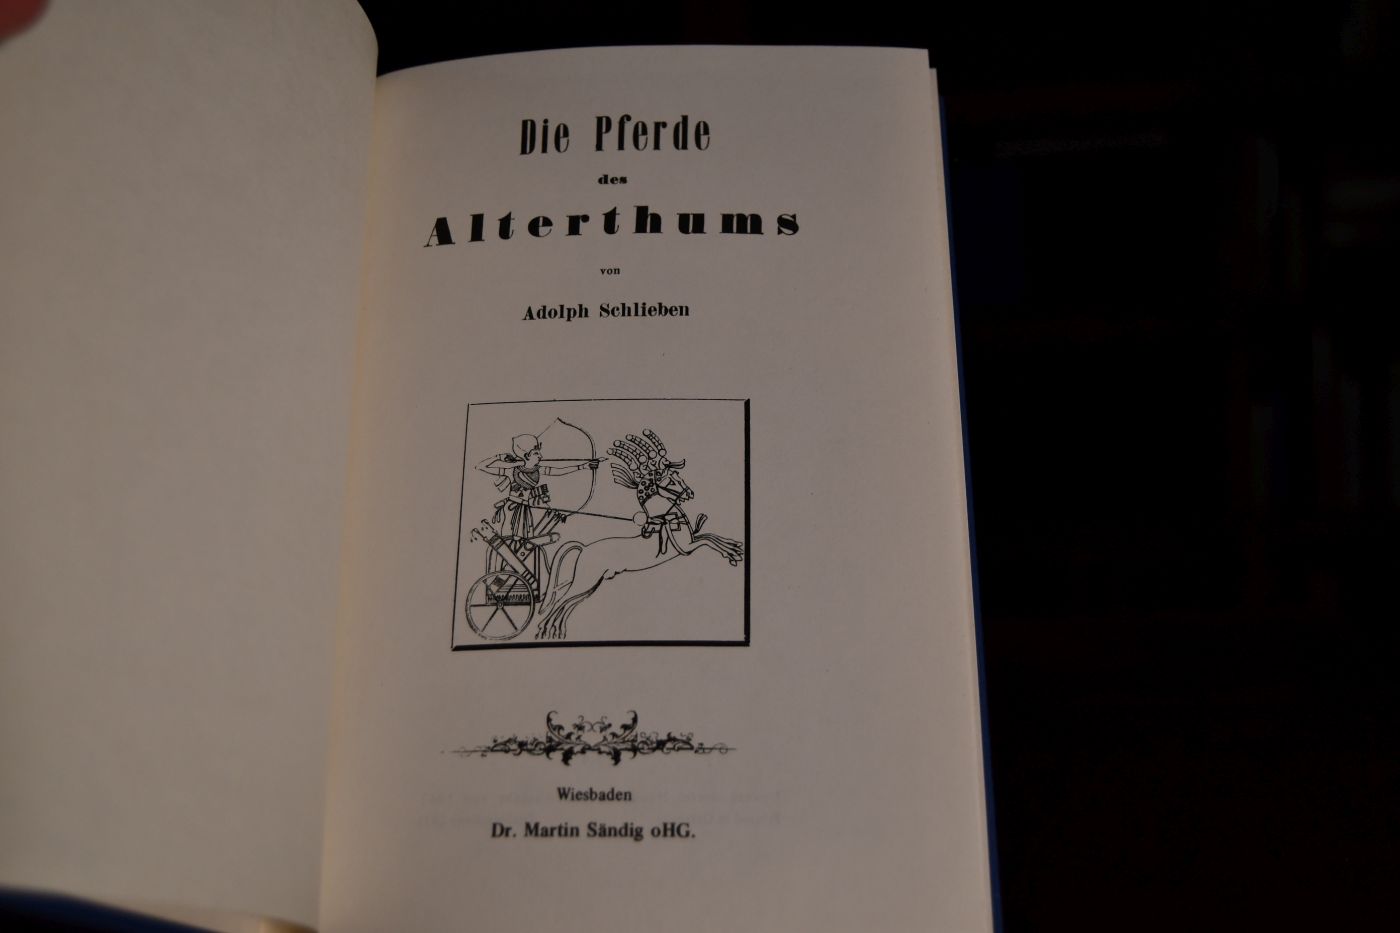 Die Pferde
des
Alterthums
von
Adolph Schlieben
Wiesbaden
Dr. Martin Sändig oHG.